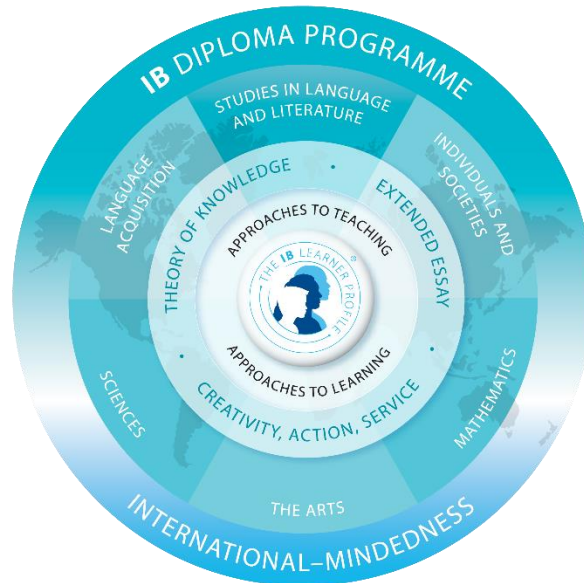 IB DIPLOMA PROGRAMME
STUDIES IN LANGUAGE
AND LITERATURE
LANGUAGE
ACQUISITION
INDIVIDUALS AND
SOCIETIES
THEORY OF KNOWLEDGE
EXTENDED ESSAY
APPROACHES TO TEACHING
THE IB LEARNER PROFILE
®
APPROACHES TO LEARNING
CREATIVITY, ACTION, SERVICE
SCIENCES
MATHEMATICS
THE ARTS
INTERNATIONAL–MINDEDNESS